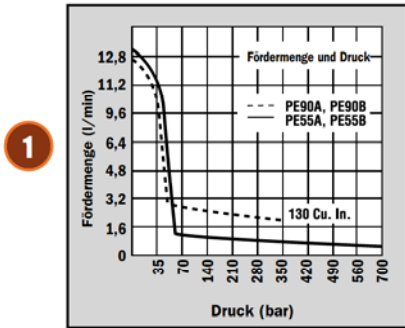 1
Fördermenge (l/min)
12,8
11,2
9,6
6,4
4,8
3,2
1,6
0
Fördermenge und Druck
PE90A, PE90B
PE55A, PE55B
130 Cu. In.
35 70 140 210 280 350 420 490 560 700
Druck (bar)